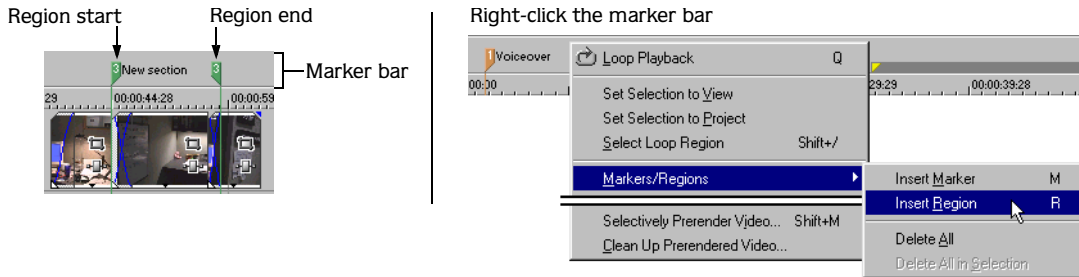 Region start
Region end
3 New section
3
Marker bar
29
00:00:44:28
00:00:59
Right-click the marker bar
1 Voiceover
00:00
Loop Playback Q
Set Selection to View
Set Selection to Project
Select Loop Region Shift+/
Markers/Regions
Selectively Prerender Video... Shift+M
Clean Up Prerendered Video...
29:29
00:00:39:28
Insert Marker M
Insert Region R
Delete All
Delete All in Selection